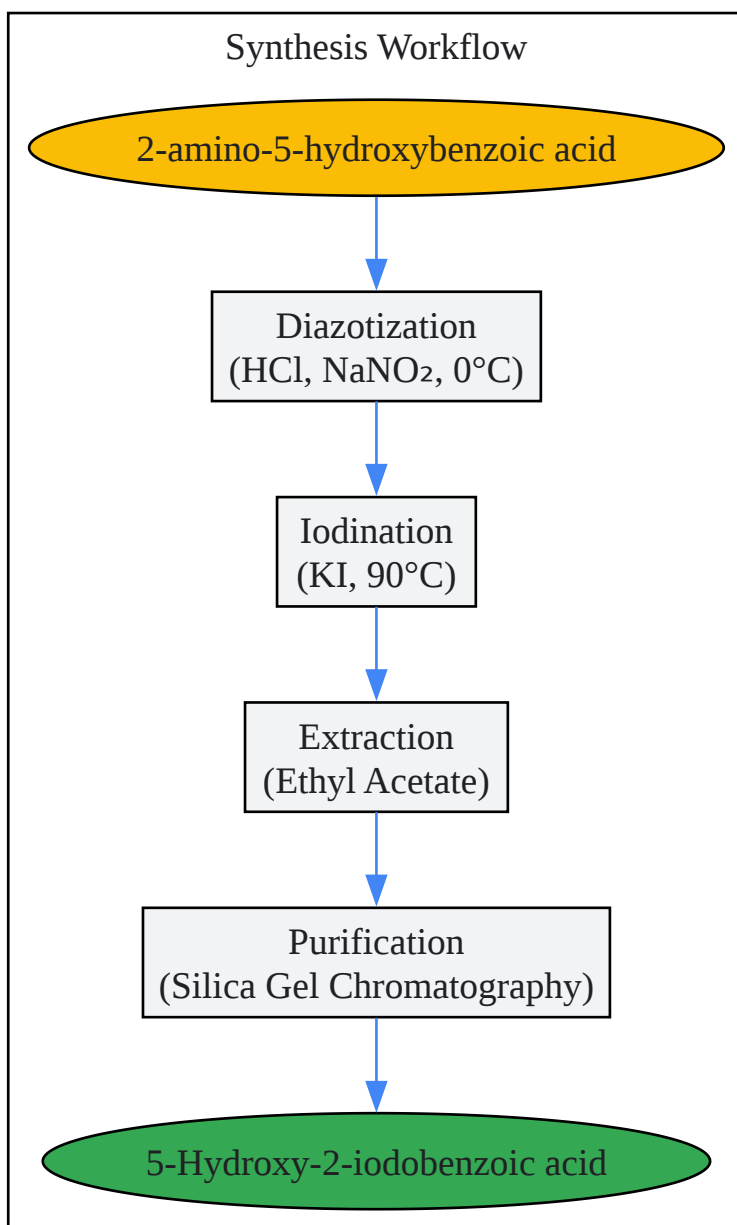 Synthesis Workflow
2-amino-5-hydroxybenzoic acid
Diazotization
(HCl, NaNO₂, 0°C)
Iodination
(KI, 90°C)
Extraction
(Ethyl Acetate)
Purification
(Silica Gel Chromatography)
5-Hydroxy-2-iodobenzoic acid